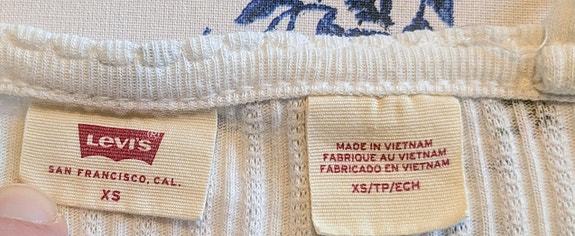 LEVI'S®
SAN FRANCISCO, CAL.
XS
MADE IN VIETNAM
FABRIQUE AU VIETNAM
FABRICADO EN VIETNAM
XS/TP/ECH